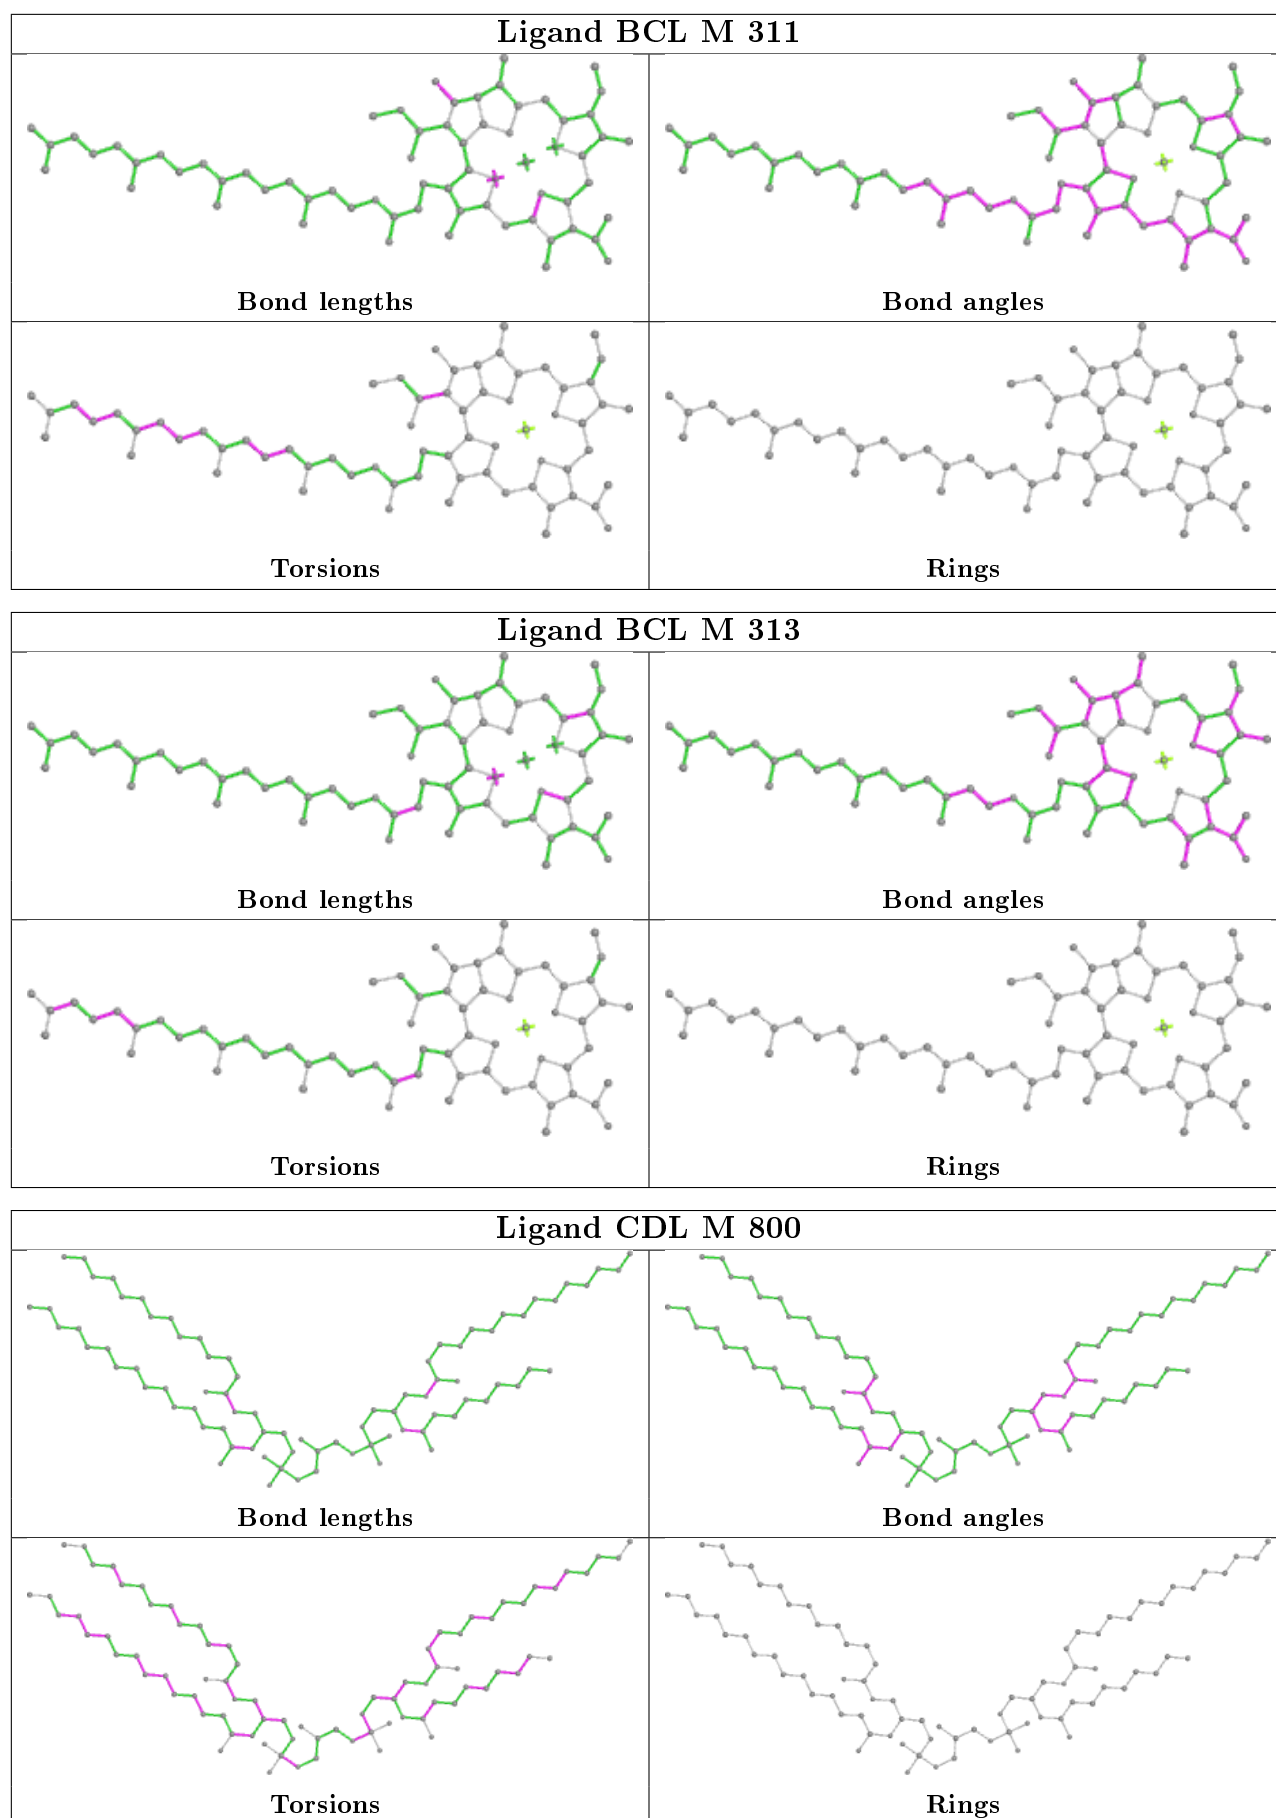 Ligand BCL M 311
Bond lengths
Bond angles
Torsions
Rings
Ligand BCL M 313
Bond lengths
Bond angles
Torsions
Rings
Ligand CDL M 800
Bond lengths
Bond angles
Torsions
Rings